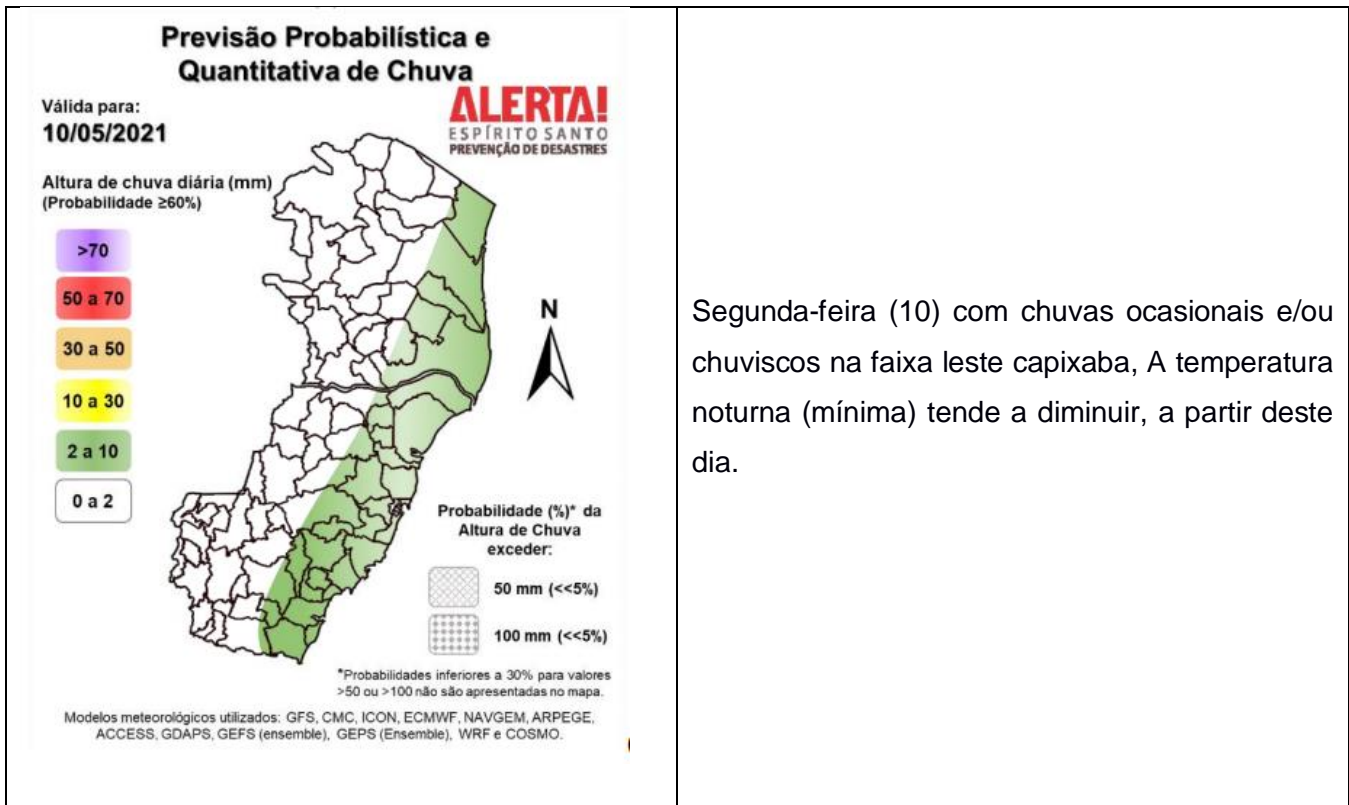 Previsão Probabilística e
Quantitativa de Chuva
Válida para:
10/05/2021
ALERTA!
ESPÍRITO SANTO
PREVENÇÃO DE DESASTRES
Altura de chuva diária (mm)
(Probabilidade ≥60%)
>70
50 a 70
30 a 50
10 a 30
2 a 10
0 a 2
N
Probabilidade (%)* da
Altura de Chuva
exceder:
50 mm (<<5%)
100 mm (<<5%)
*Probabilidades inferiores a 30% para valores
>50 ou >100 não são apresentadas no mapa.
Modelos meteorológicos utilizados: GFS, CMC, ICON, ECMWF, NAVGEM, ARPEGE,
ACCESS, GDAPS, GEFS (ensemble), GEPS (Ensemble), WRF e COSMO.
Segunda-feira (10) com chuvas ocasionais e/ou
chuviscos na faixa leste capixaba, A temperatura
noturna (mínima) tende a diminuir, a partir deste
dia.